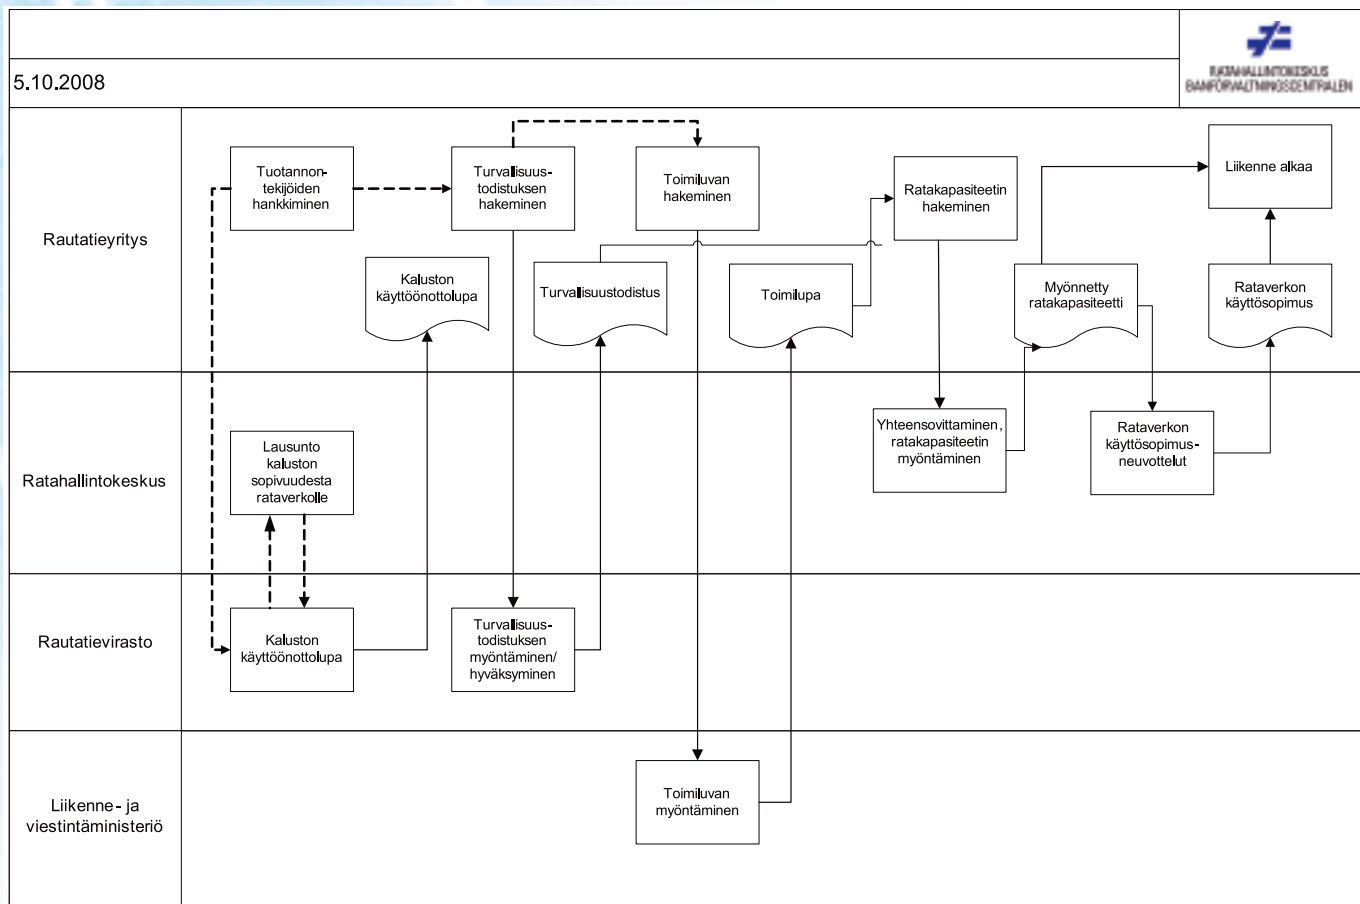 RATAHALLINTOKESKUS
BANFÖRVALTNINGSCENTRALEN
5.10.2008
Rautatieyritys
Tuotannon-
tekijöiden
hankkiminen
Turvallisuus-
todistuksen
hakeminen
Toimiluvan
hakeminen
Ratakapasiteetin
hakeminen
Liikenne alkaa
Kaluston
käyttöönottolupa
Turvallisuustodistus
Toimilupa
Myönnetty
ratakapasiteetti
Rataverkon
käyttösopimus
Ratahallintokeskus
Lausunto
kaluston
sopivuudesta
rataverkolle
Yhteensovittaminen,
ratakapasiteetin
myöntäminen
Rataverkon
käyttösopimus-
neuvottelut
Rautatievirasto
Kaluston
käyttöönottolupa
Turvallisuus-
todistuksen
myöntäminen/
hyväksyminen
Liikenne- ja
viestintäministeriö
Toimiluvan
myöntäminen